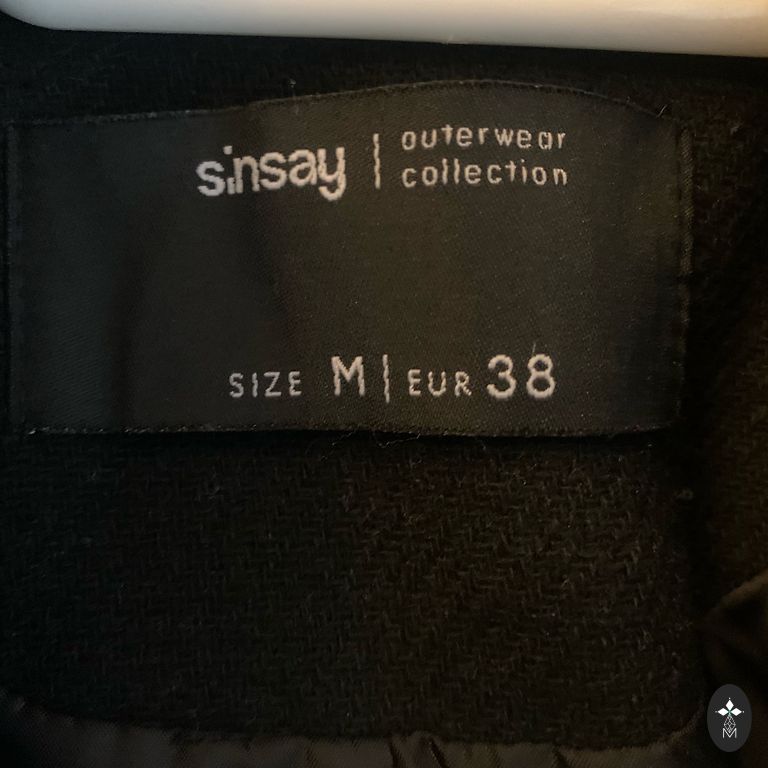 sinsay | outerwear
collection
SIZE M | EUR 38
M